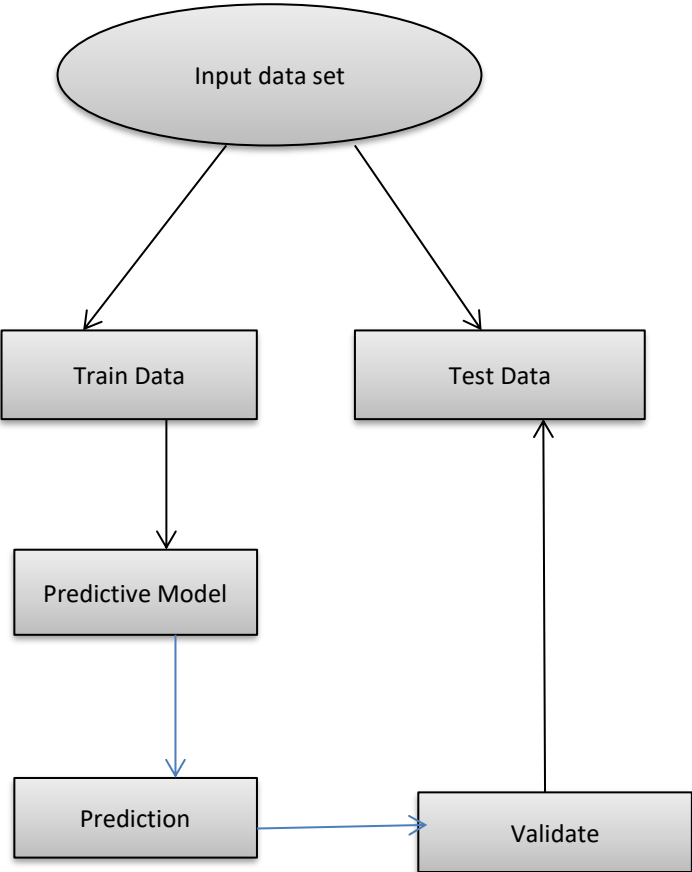 Input data set
Train Data
Test Data
Predictive Model
Prediction
Validate